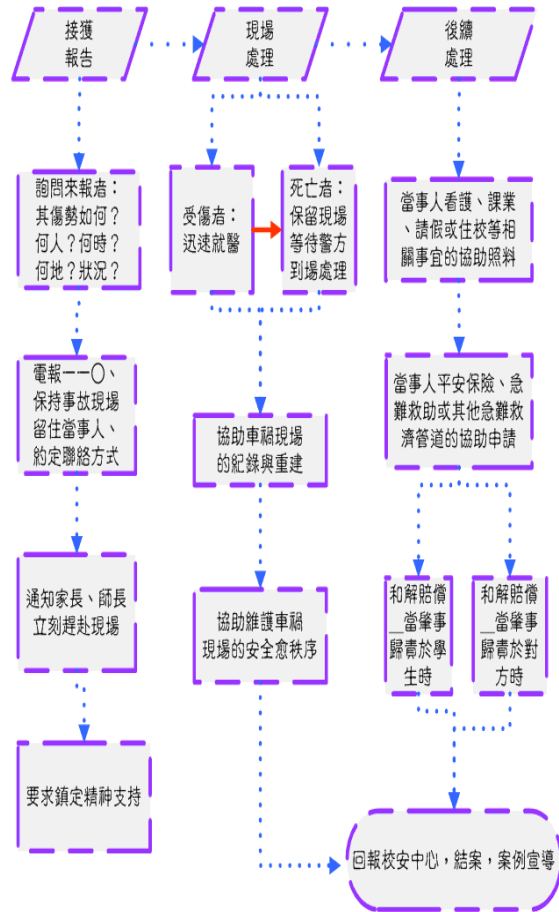 接獲
報告
現場
處理
後續
處理
詢問來報者：
其傷勢如何？
何人？何時？
何地？狀況？
受傷者：
迅速就醫
死亡者：
保留現場
等待警方
到場處理
當事人看護、課業
、請假或住校等相
關事宜的協助照料
電報一一〇、
保持事故現場
留住當事人、
約定聯絡方式
協助車禍現場
的紀錄與重建
當事人平安保險、急
難救助或其他急難救
濟管道的協助申請
通知家長、師長
立刻趕赴現場
協助維護車禍
現場的安全愈秩序
和解賠償
__當肇事
歸責於學
生時
和解賠償
__當肇事
歸責於對
方時
要求鎮定精神支持
回報校安中心，結案，案例宣導